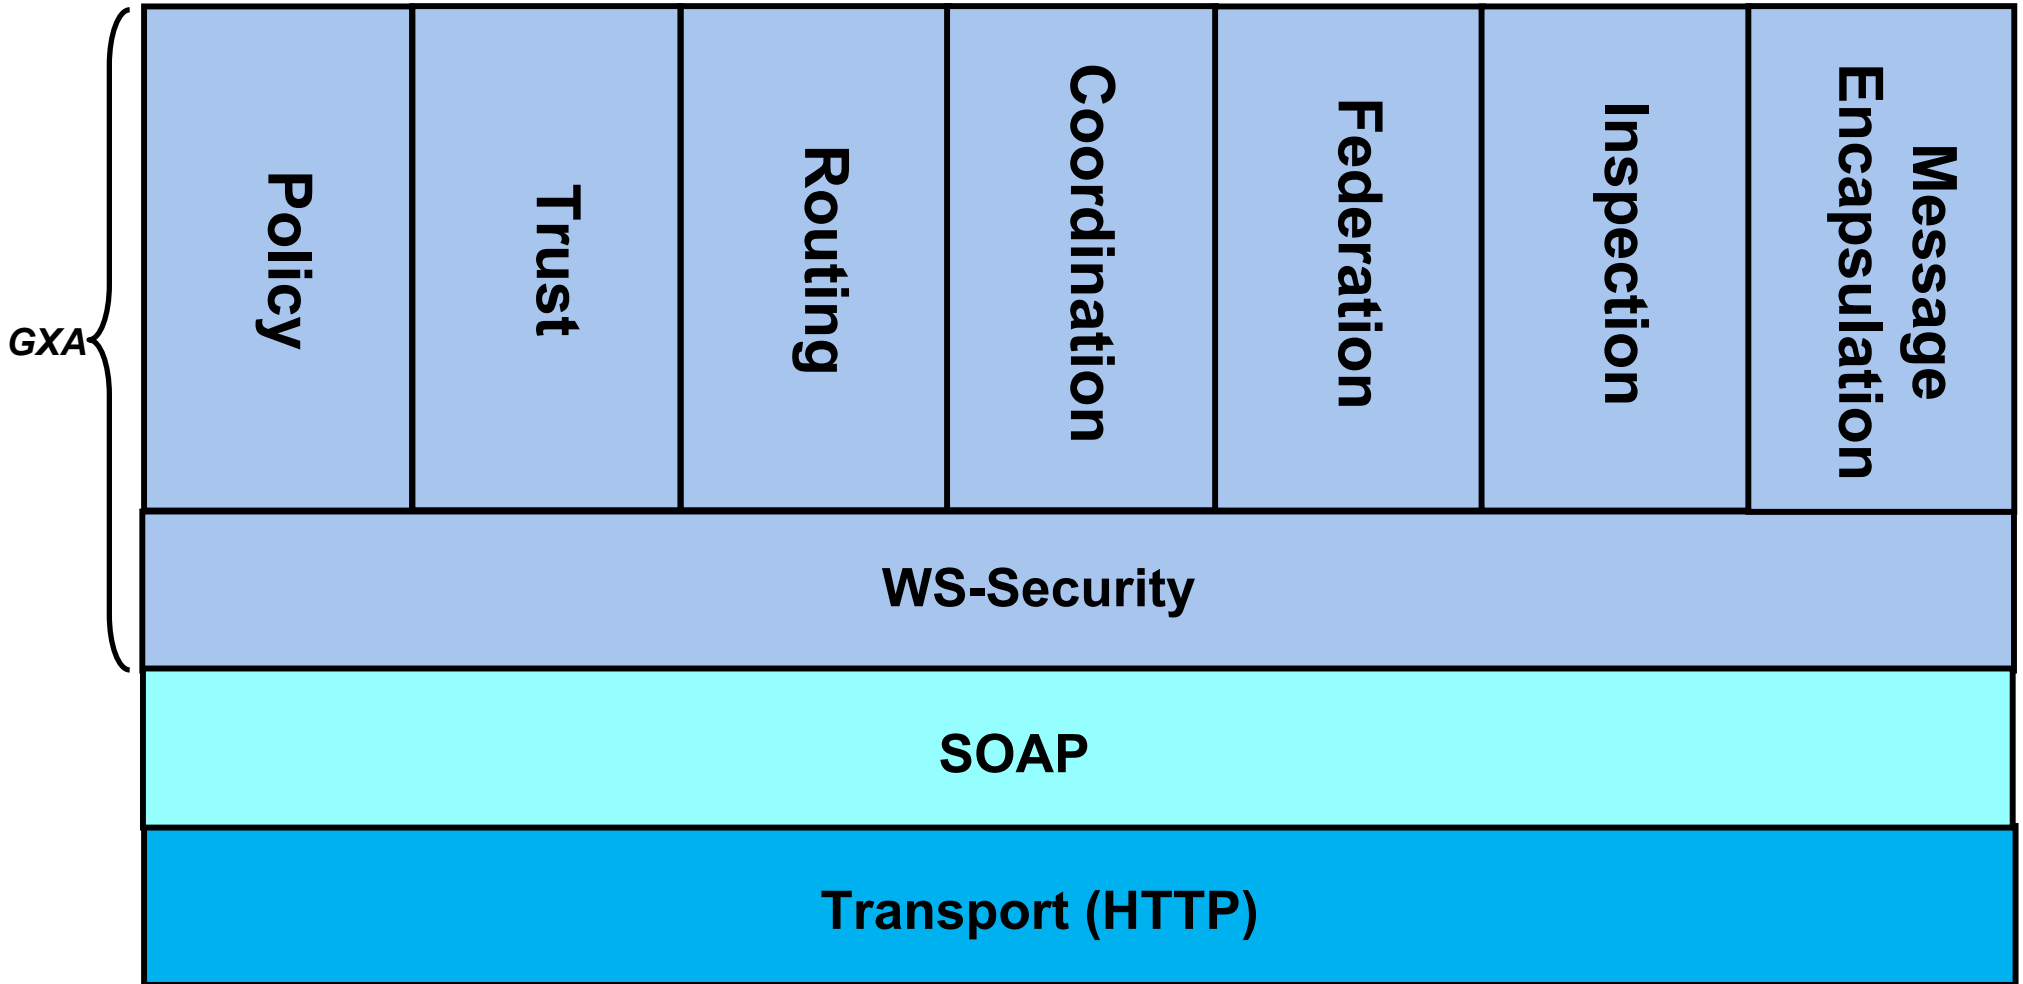 GXA
Policy
Trust
Routing
Coordination
Federation
Inspection
Message
Encapsulation
WS-Security
SOAP
Transport (HTTP)